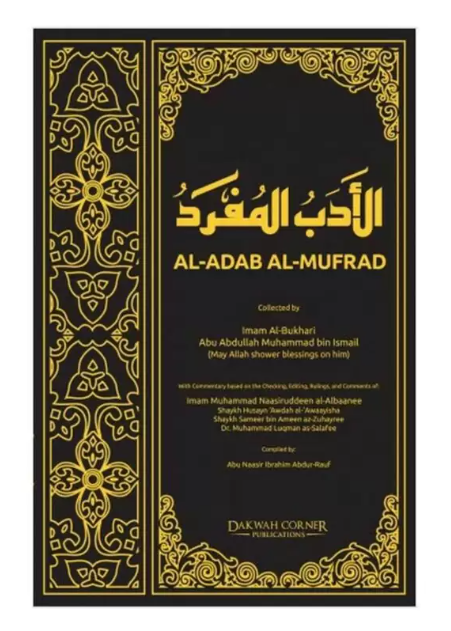 الأَدَبُ المُفْرَدُ
AL-ADAB AL-MUFRAD
Collected by
Imam Al-Bukhari
Abu Abdullah Muhammad bin Ismail
(May Allah shower blessings on him)
With Commentary based on the Checking, Editing, Rulings, and Comments of:
Imam Muhammad Naasiruddeen al-Albaanee
Shaykh Husayn 'Awdah al-'Awaayisha
Shaykh Sameer bin Ameen az-Zuhayree
Dr. Muhammad Luqman as-Salafee
Compiled by:
Abu Naasir Ibrahim Abdur-Rauf
DAKWAH CORNER
PUBLICATIONS